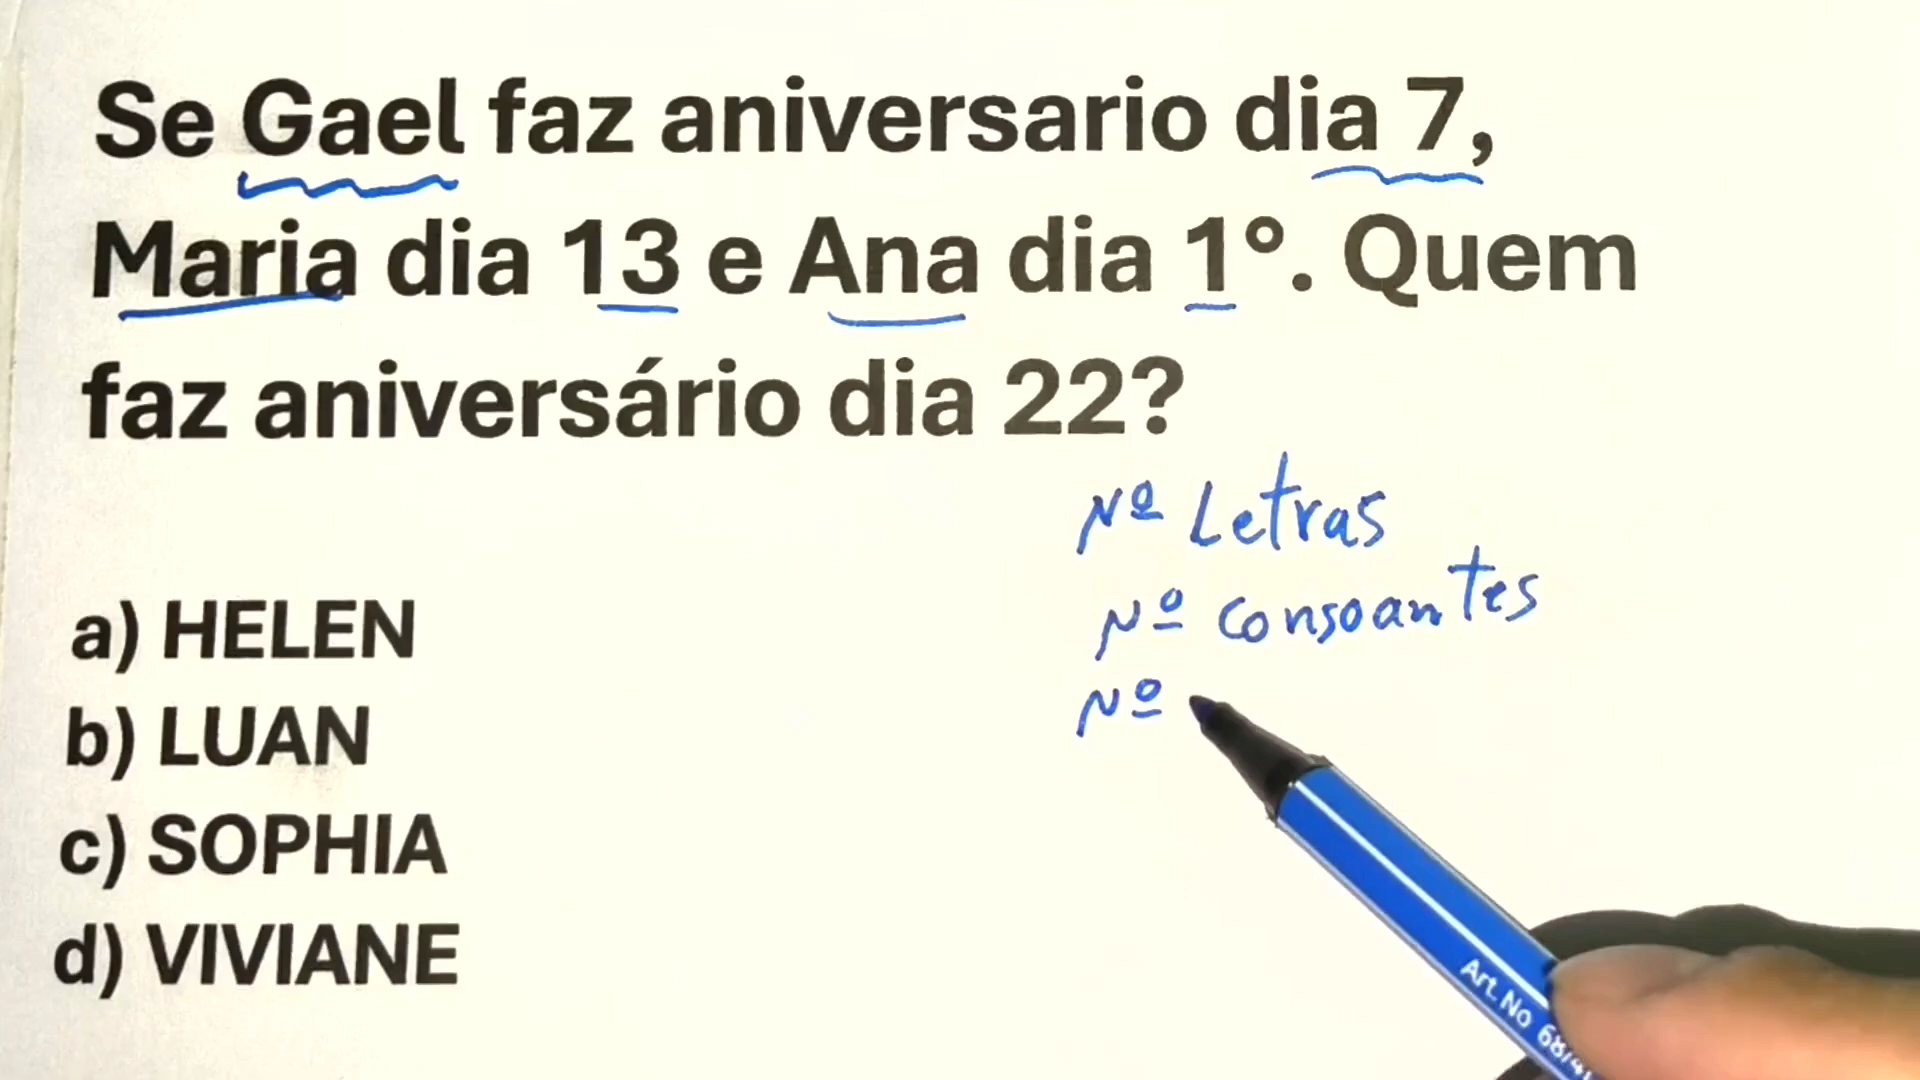 Se Gael faz aniversario dia 7,
Maria dia 13 e Ana dia 1°. Quem
faz aniversário dia 22?
Nº Letras
Nº consoantes
Nº
a) HELEN
b) LUAN
c) SOPHIA
d) VIVIANE
Art. No